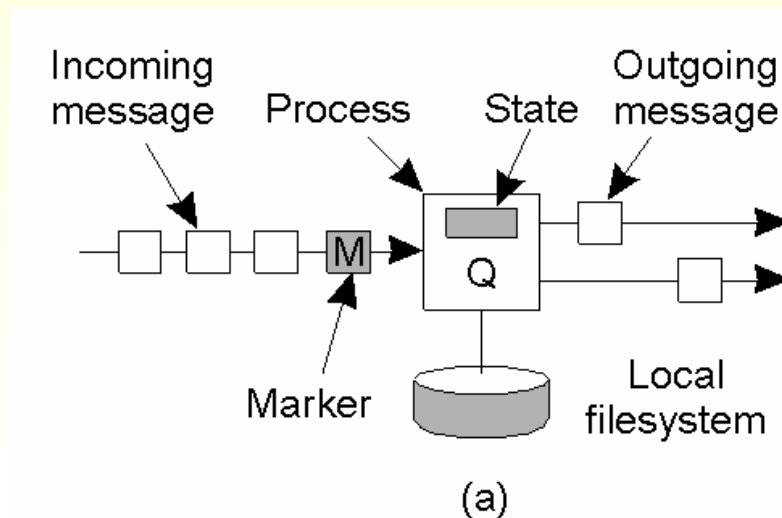 Incoming
message
Process
State
Outgoing
message
M
Q
Marker
Local
filesystem
(a)